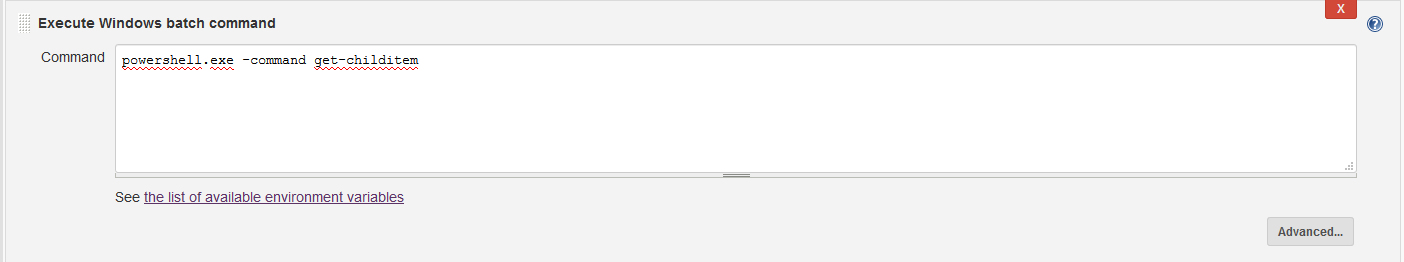 Execute Windows batch command
X
?
Command
powershell.exe -command get-childitem
See the list of available environment variables
Advanced...